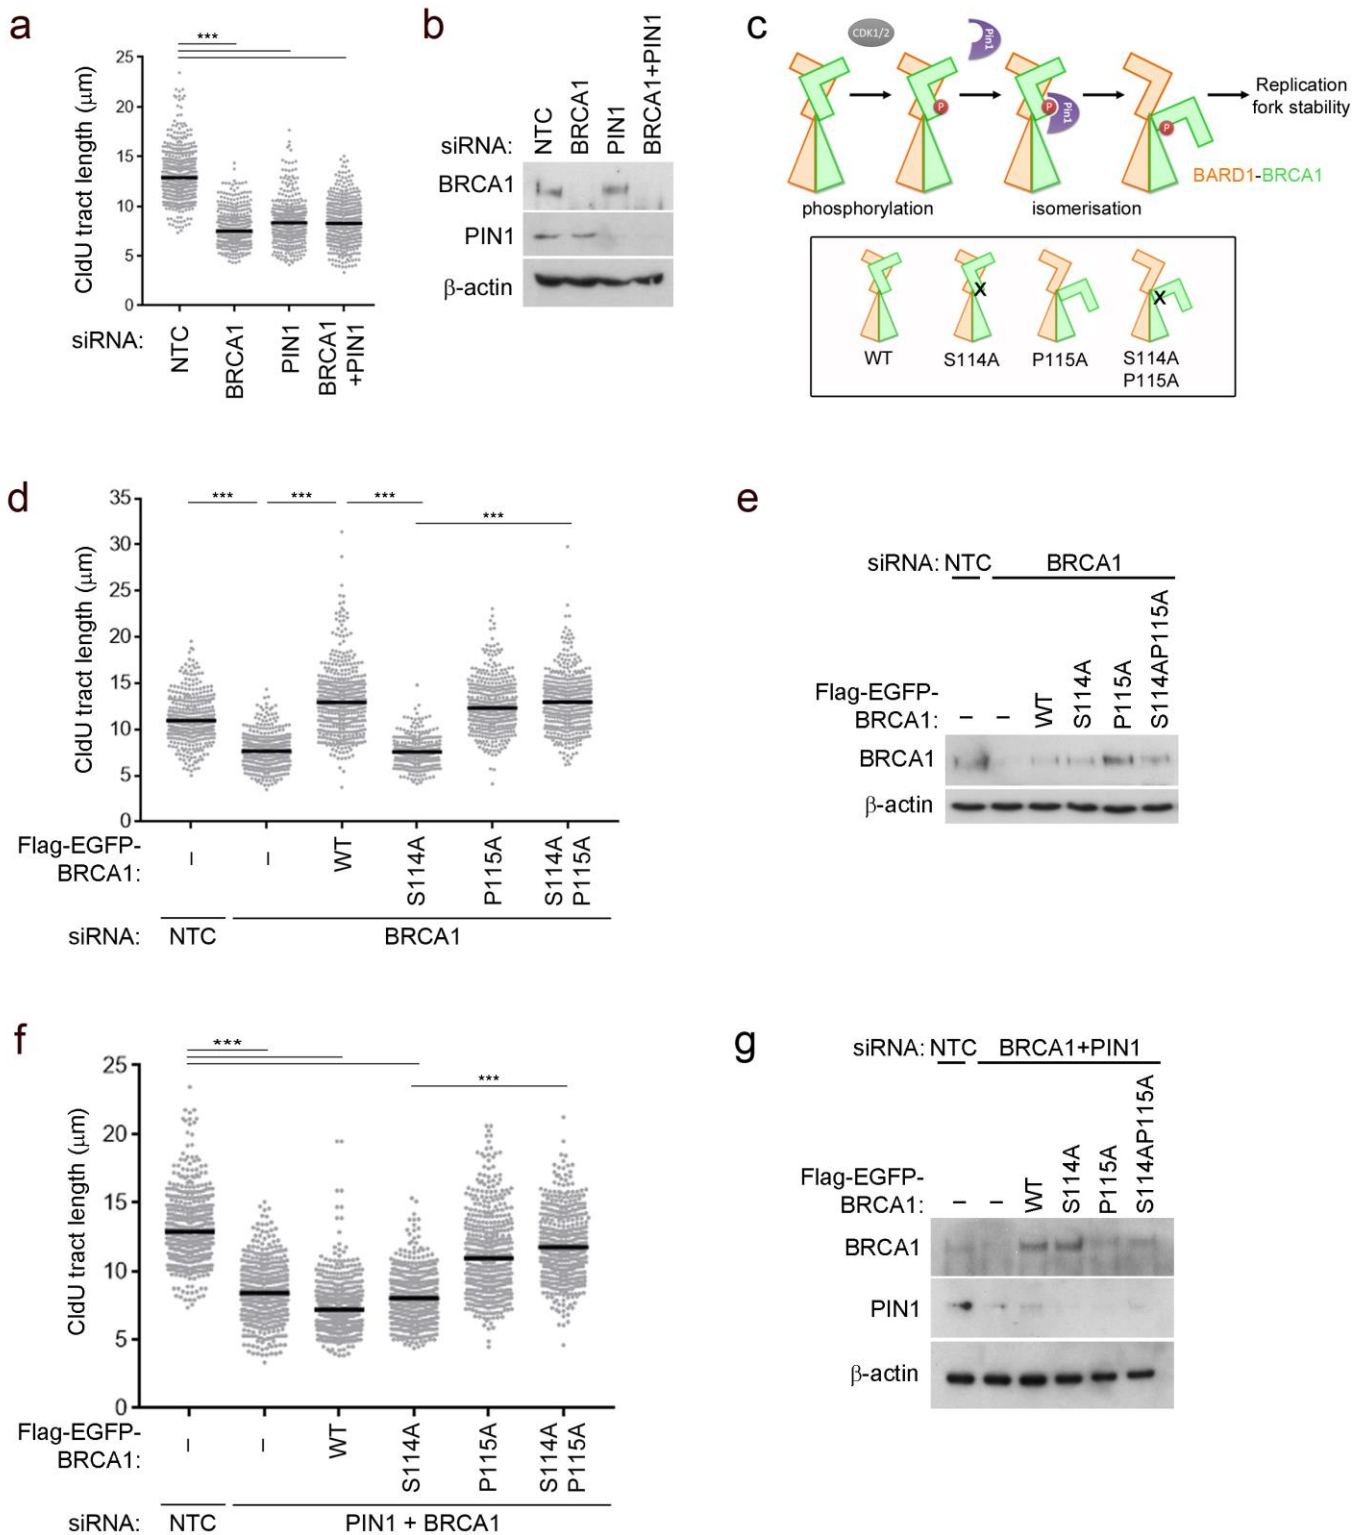 a
CldU tract length (μm)
25
20
15
10
5
0
***
siRNA:
NTC
BRCA1
PIN1
BRCA1
+PIN1
b
siRNA:
NTC
BRCA1
PIN1
BRCA1+PIN1
BRCA1
PIN1
β-actin
c
CDK1/2
Pin1
P
P
Pin1
P
Replication
fork stability
BARD1-BRCA1
phosphorylation
isomerisation
X
X
WT
S114A
P115A
S114A
P115A
d
CldU tract length (μm)
35
30
25
20
15
10
5
0
***
***
***
***
Flag-EGFP-
BRCA1:
–
–
WT
S114A
P115A
S114A
P115A
siRNA:
NTC
BRCA1
e
siRNA: NTC
BRCA1
Flag-EGFP-
BRCA1:
–
–
WT
S114A
P115A
S114AP115A
BRCA1
β-actin
f
CldU tract length (μm)
25
20
15
10
5
0
***
***
Flag-EGFP-
BRCA1:
–
–
WT
S114A
P115A
S114A
P115A
siRNA:
NTC
PIN1 + BRCA1
g
siRNA: NTC
BRCA1+PIN1
Flag-EGFP-
BRCA1:
–
–
WT
S114A
P115A
S114AP115A
BRCA1
PIN1
β-actin